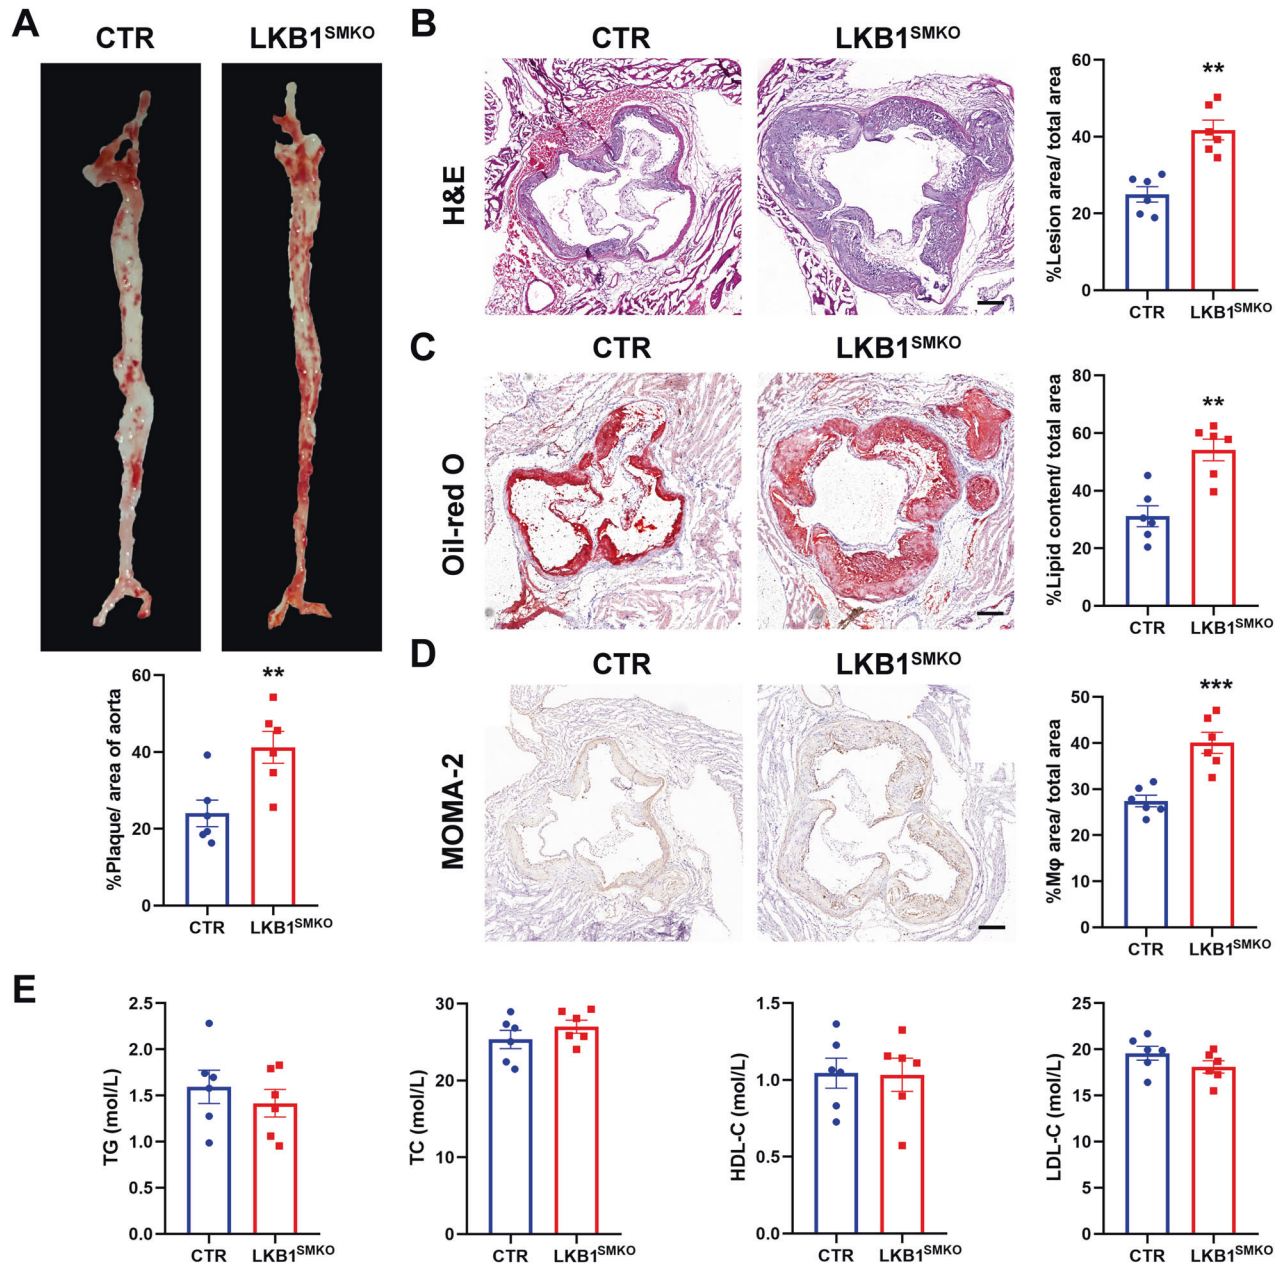 A
CTR
LKB1SMKO
%Plaque/ area of aorta
60
40
20
0
**
CTR
LKB1SMKO
B
CTR
LKB1SMKO
H&E
%Lesion area/ total area
60
40
20
0
**
CTR
LKB1SMKO
C
CTR
LKB1SMKO
Oil-red O
%Lipid content/ total area
80
60
40
20
0
**
CTR
LKB1SMKO
D
CTR
LKB1SMKO
MOMA-2
%Mφ area/ total area
50
40
30
20
10
0
***
CTR
LKB1SMKO
E
TG (mol/L)
2.5
2.0
1.5
1.0
0.5
0.0
CTR
LKB1SMKO
TC (mol/L)
30
20
10
0
CTR
LKB1SMKO
HDL-C (mol/L)
1.5
1.0
0.5
0.0
CTR
LKB1SMKO
LDL-C (mol/L)
25
20
15
10
5
0
CTR
LKB1SMKO